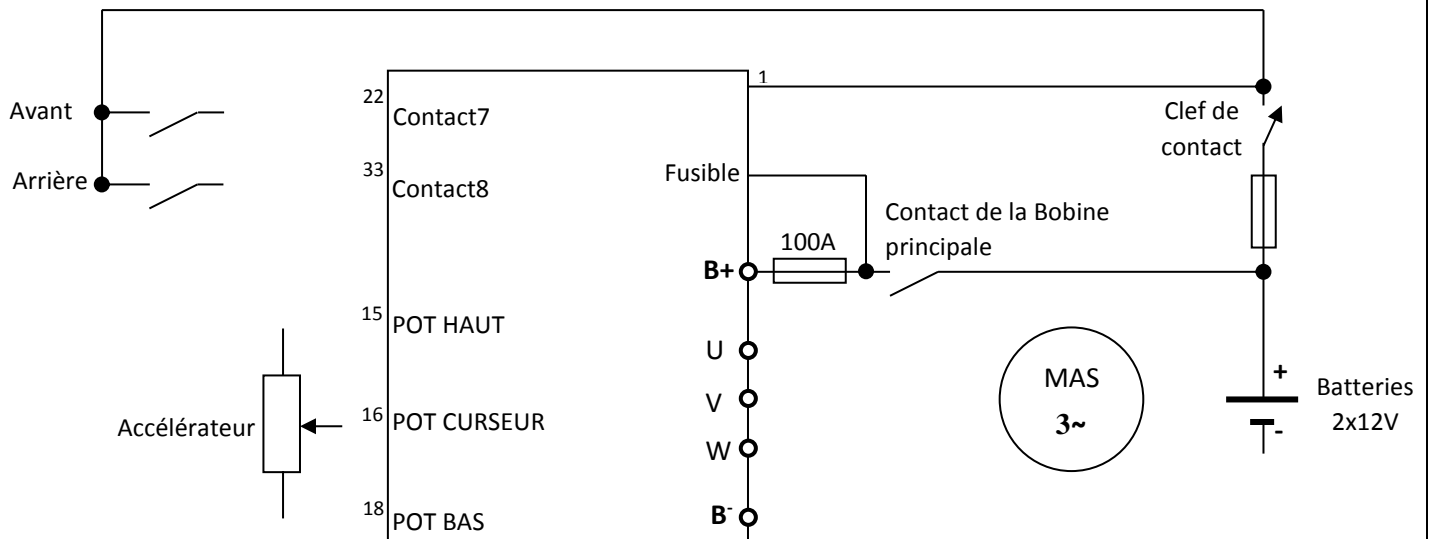 1
22
Avant
Contact7
Clef de
contact
33
Arrière
Contact8
Fusible
Contact de la Bobine
principale
100A
B+
15
POT HAUT
U
MAS
3~
+
-
Batteries
2x12V
V
16
POT CURSEUR
Accélérateur
W
18
POT BAS
B-